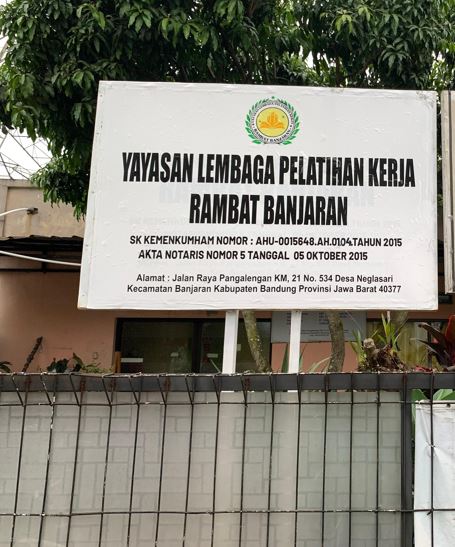 YAYASAN LEMBAGA PELATIHAN KERJA
RAMBAT BANJARAN
SK KEMENKUMHAM NOMOR : AHU-0015648.AH.01.04.TAHUN 2015
AKTA NOTARIS NOMOR 5 TANGGAL 05 OKTOBER 2015
Alamat : Jalan Raya Pangalengan KM, 21 No. 534 Desa Neglasari
Kecamatan Banjaran Kabupaten Bandung Provinsi Jawa Barat 40377